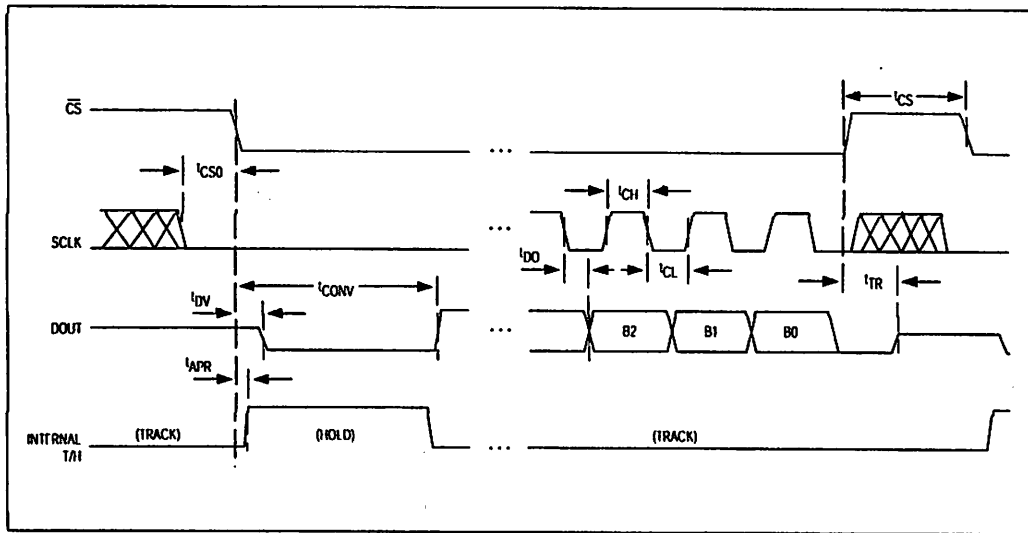 CS
tCS
tCS0
tCH
...
SCLK
...
tDO
tCL
tCONV
tTR
tDV
DOUT
...
B2
B1
B0
tAPR
INTERNAL
T/H
(TRACK)
(HOLD)
...
(TRACK)